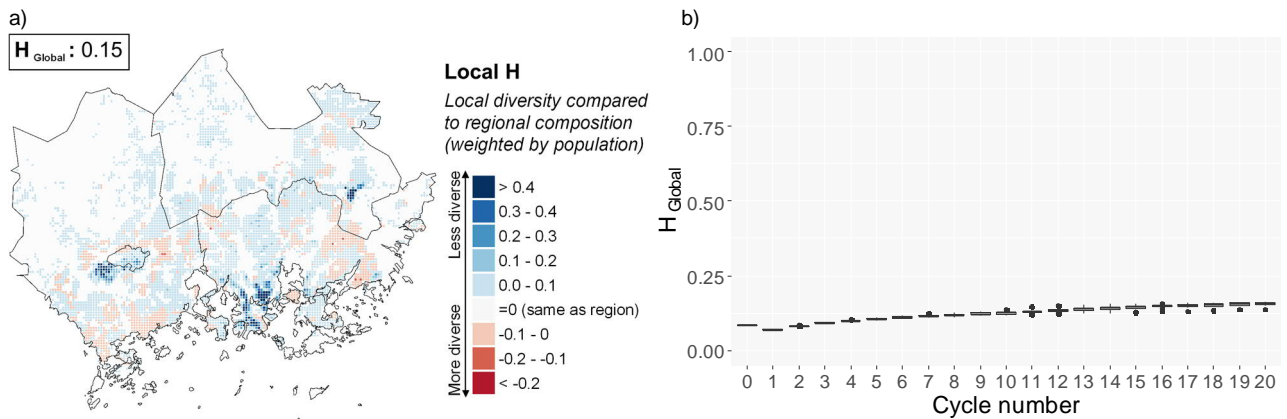 a)
H Global : 0.15
Local H
Local diversity compared
to regional composition
(weighted by population)
Less diverse
More diverse
> 0.4
0.3 - 0.4
0.2 - 0.3
0.1 - 0.2
0.0 - 0.1
=0 (same as region)
-0.1 - 0
-0.2 - -0.1
< -0.2
b)
H Global
1.00
0.75
0.50
0.25
0.00
0 1 2 3 4 5 6 7 8 9 10 11 12 13 14 15 16 17 18 19 20
Cycle number